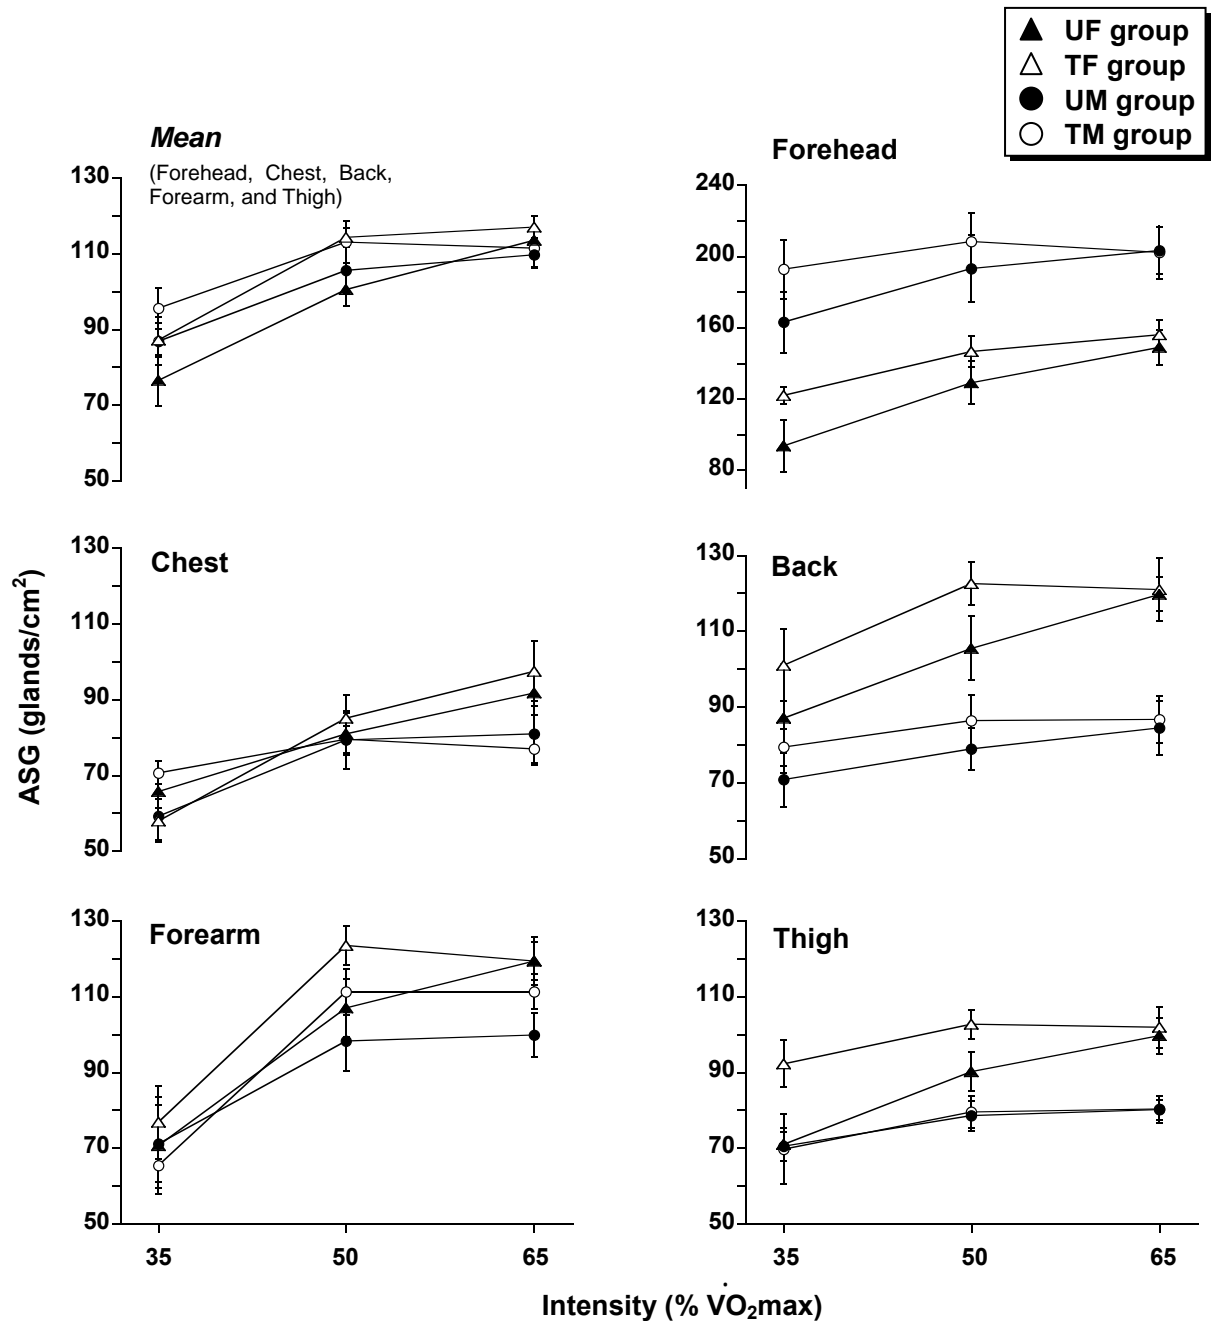 UF group
TF group
UM group
TM group
Mean
(Forehead, Chest, Back,
Forearm, and Thigh)
130
110
90
70
50
Forehead
240
200
160
120
80
Chest
130
110
90
70
50
Back
130
110
90
70
50
ASG (glands/cm²)
Forearm
130
110
90
70
50
35
50
65
Thigh
130
110
90
70
50
35
50
65
Intensity (% V̇O₂max)